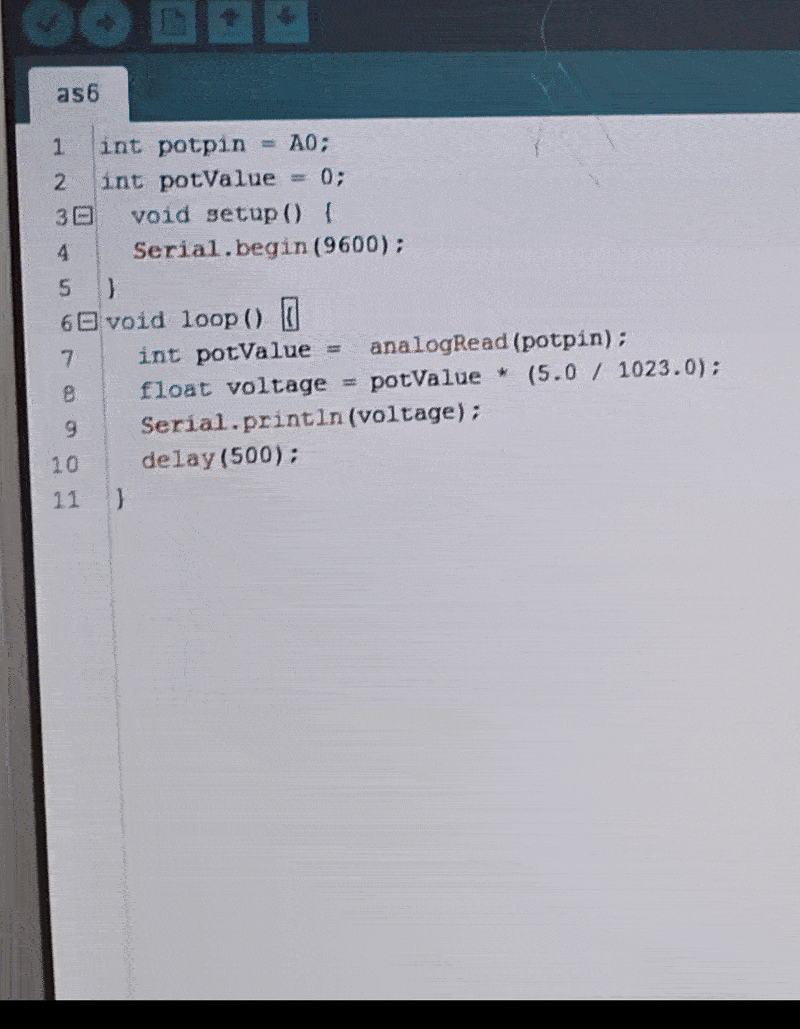 as6
1 int potpin = A0;
2 int potValue = 0;
3 void setup() {
4 Serial.begin(9600);
5 }
6 void loop() {
7 int potValue =  analogRead(potpin);
8 float voltage = potValue * (5.0 / 1023.0);
9 Serial.println(voltage);
10 delay(500);
11 }